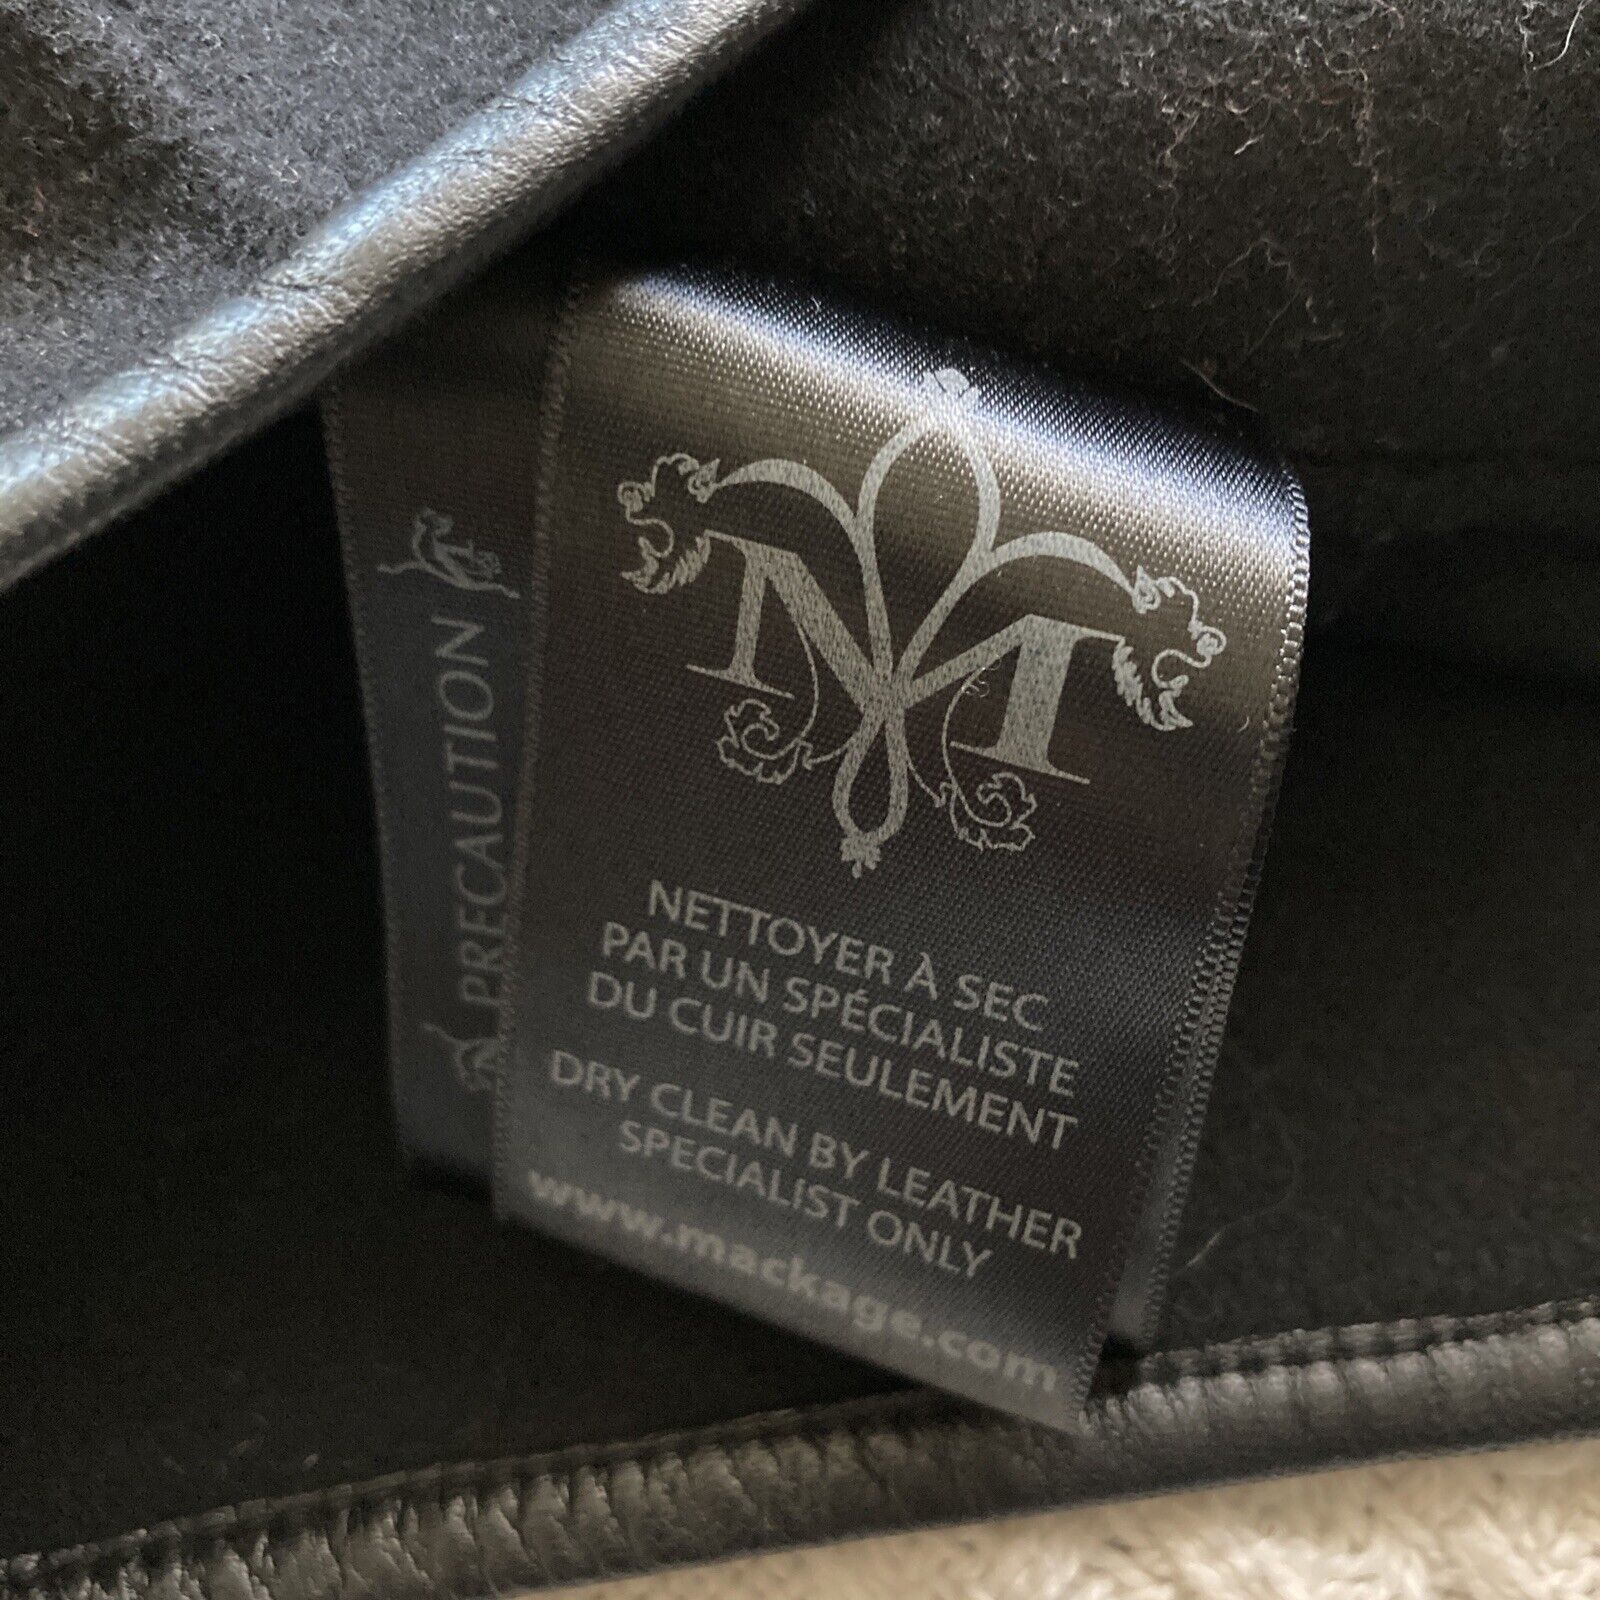 M
NETTOYER À SEC
PAR UN SPÉCIALISTE
DU CUIR SEULEMENT
DRY CLEAN BY LEATHER
SPECIALIST ONLY
www.mackage.com
PRECAUTION